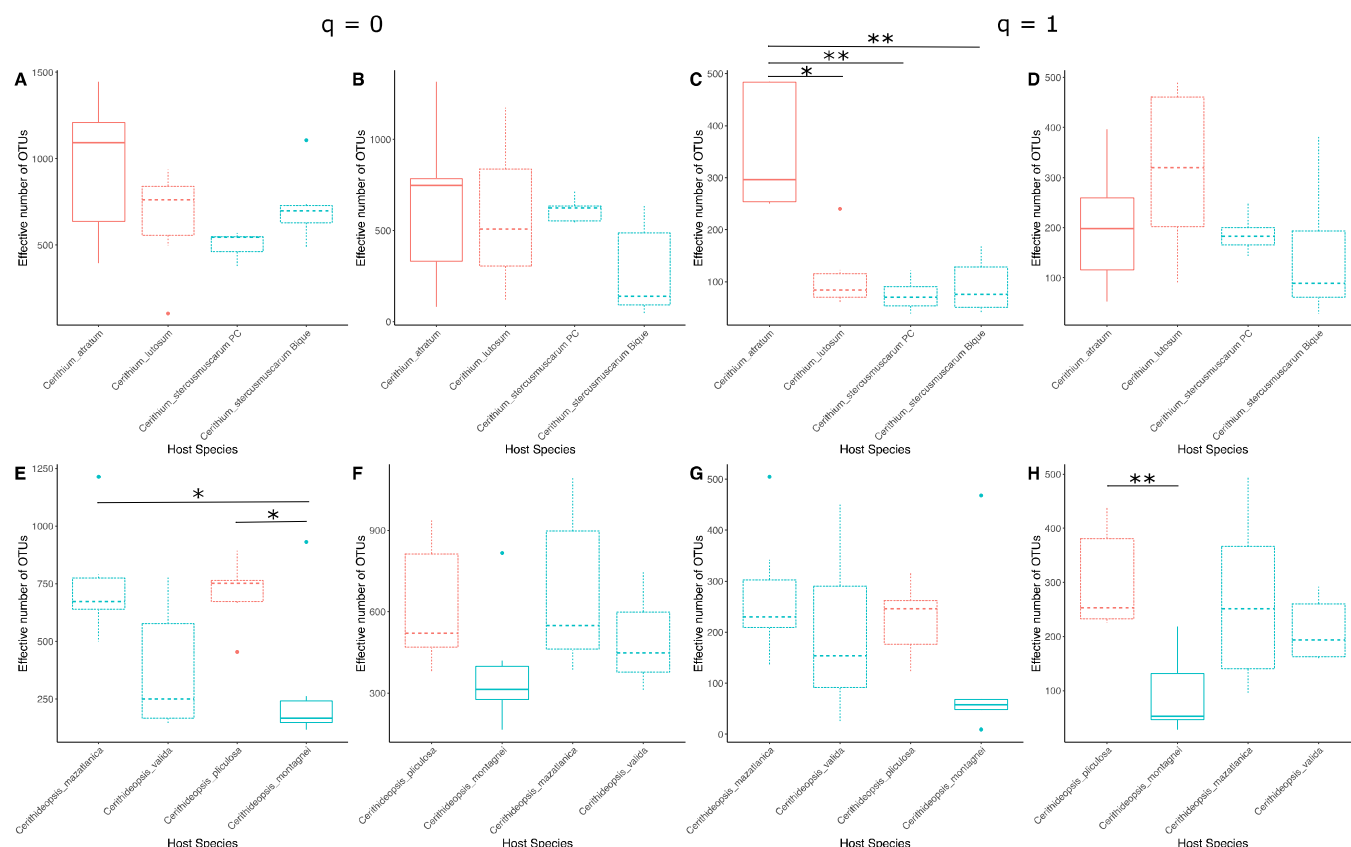 q = 0
q = 1
A
Effective number of OTUs
1500
1000
500
Cerithium_atratum
Cerithium_lutosum
Cerithium_stercusmuscarum PC
Cerithium_stercusmuscarum Bique
Host Species
B
Effective number of OTUs
1000
500
0
Cerithium_atratum
Cerithium_lutosum
Cerithium_stercusmuscarum PC
Cerithium_stercusmuscarum Bique
Host Species
C
**
**
*
Effective number of OTUs
500
400
300
200
100
Cerithium_atratum
Cerithium_lutosum
Cerithium_stercusmuscarum PC
Cerithium_stercusmuscarum Bique
Host Species
D
Effective number of OTUs
500
400
300
200
100
Cerithium_atratum
Cerithium_lutosum
Cerithium_stercusmuscarum PC
Cerithium_stercusmuscarum Bique
Host Species
E
*
*
Effective number of OTUs
1250
1000
750
500
250
Cerithideopsis_mazatlanica
Cerithideopsis_valida
Cerithideopsis_pliculosa
Cerithideopsis_montagnei
Host Species
F
Effective number of OTUs
900
600
300
Cerithideopsis_pliculosa
Cerithideopsis_montagnei
Cerithideopsis_mazatlanica
Cerithideopsis_valida
Host Species
G
Effective number of OTUs
500
400
300
200
100
0
Cerithideopsis_mazatlanica
Cerithideopsis_valida
Cerithideopsis_pliculosa
Cerithideopsis_montagnei
Host Species
H
**
Effective number of OTUs
500
400
300
200
100
Cerithideopsis_pliculosa
Cerithideopsis_montagnei
Cerithideopsis_mazatlanica
Cerithideopsis_valida
Host Species